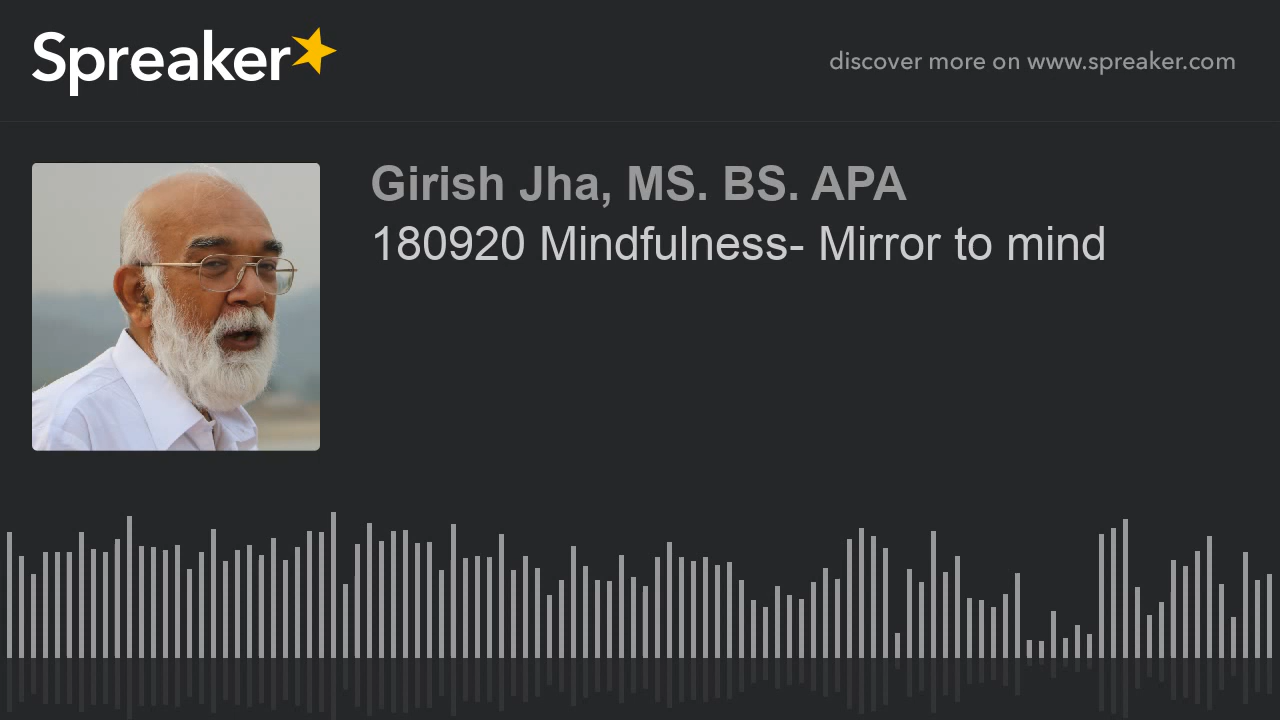 Spreaker
discover more on www.spreaker.com
Girish Jha, MS. BS. APA
180920 Mindfulness- Mirror to mind